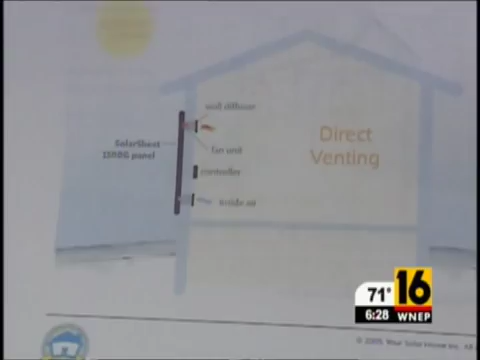 wall diffuser
SolarSheat
1500G panel
fan unit
controller
inside air
Direct
Venting
71°
16
6:28
WNEP
© 2009, Your Solar Home Inc. All